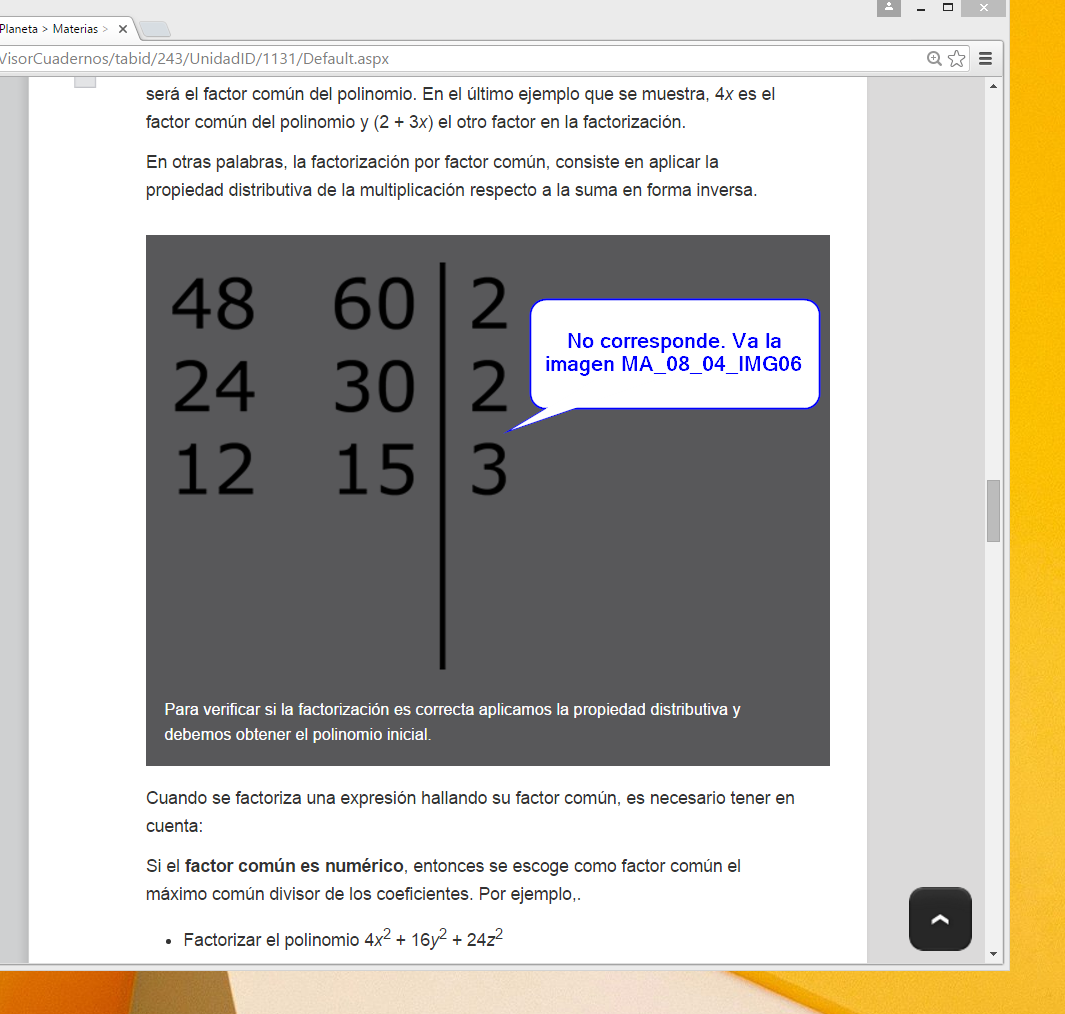 Planeta > Materias >
VisorCuadernos/tabid/243/UnidadID/1131/Default.aspx
será el factor común del polinomio. En el último ejemplo que se muestra, 4x es el
factor común del polinomio y (2 + 3x) el otro factor en la factorización.
En otras palabras, la factorización por factor común, consiste en aplicar la
propiedad distributiva de la multiplicación respecto a la suma en forma inversa.
48 60 2
24 30 2
12 15 3
No corresponde. Va la
imagen MA_08_04_IMG06
Para verificar si la factorización es correcta aplicamos la propiedad distributiva y
debemos obtener el polinomio inicial.
Cuando se factoriza una expresión hallando su factor común, es necesario tener en
cuenta:
Si el factor común es numérico, entonces se escoge como factor común el
máximo común divisor de los coeficientes. Por ejemplo,.
• Factorizar el polinomio 4x² + 16y² + 24z²